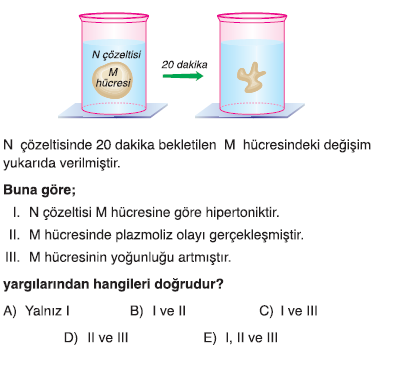 N çözeltisi
M
hücresi
20 dakika
N çözeltisinde 20 dakika bekletilen M hücresindeki değişim
yukarıda verilmiştir.
Buna göre;
I. N çözeltisi M hücresine göre hipertoniktir.
II. M hücresinde plazmoliz olayı gerçekleşmiştir.
III. M hücresinin yoğunluğu artmıştır.
yargılarından hangileri doğrudur?
A) Yalnız I B) I ve II C) I ve III
D) II ve III E) I, II ve III